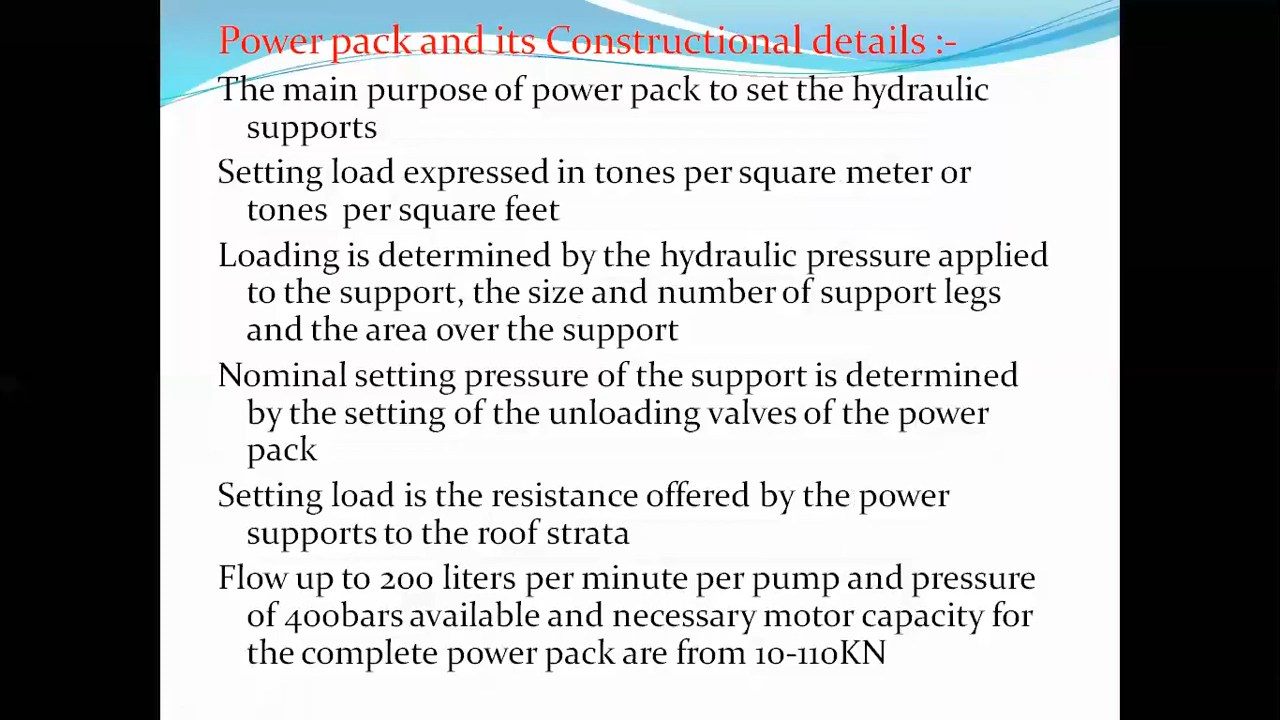 Power pack and its Constructional details :-
The main purpose of power pack to set the hydraulic
supports
Setting load expressed in tones per square meter or
tones per square feet
Loading is determined by the hydraulic pressure applied
to the support, the size and number of support legs
and the area over the support
Nominal setting pressure of the support is determined
by the setting of the unloading valves of the power
pack
Setting load is the resistance offered by the power
supports to the roof strata
Flow up to 200 liters per minute per pump and pressure
of 400bars available and necessary motor capacity for
the complete power pack are from 10-110KN